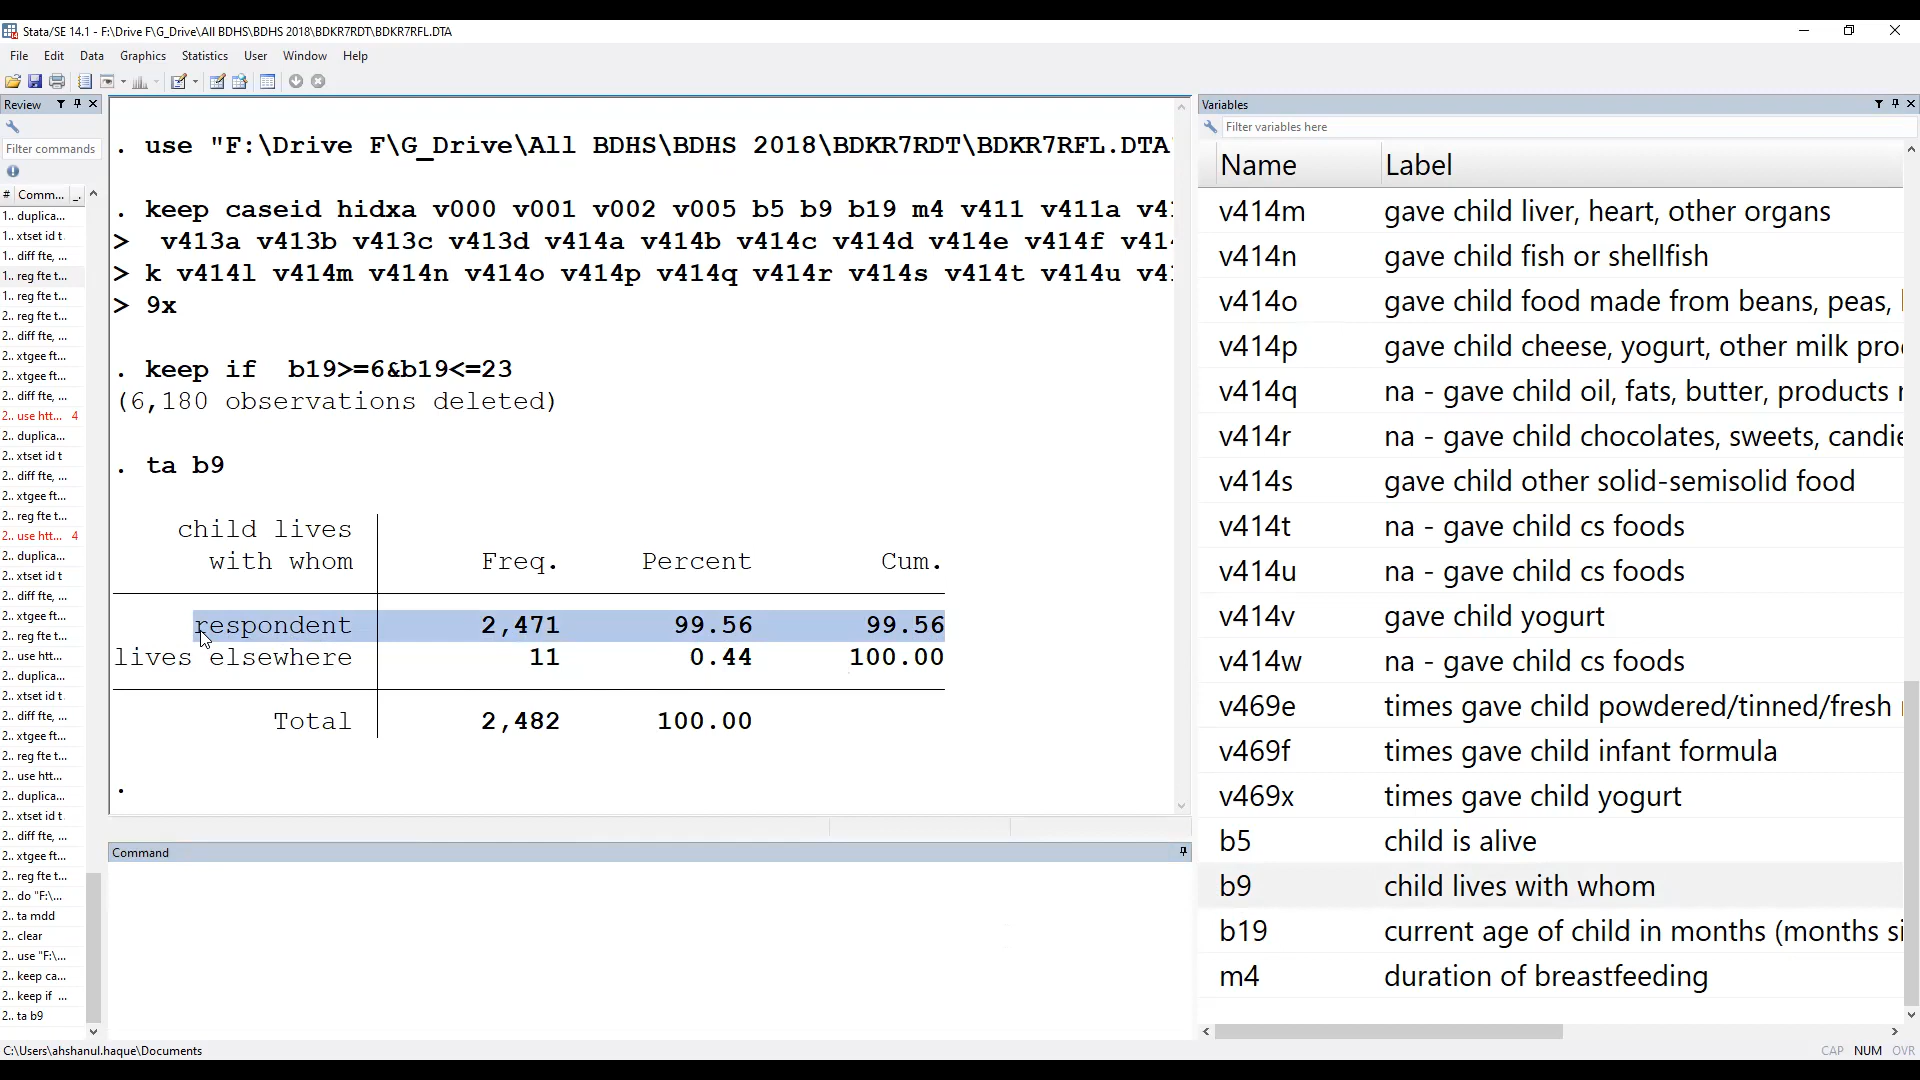 Stata/SE 14.1 - F:\Drive F\G_Drive\All BDHS\BDHS 2018\BDKR7RDT\BDKR7RFL.DTA
File Edit Data Graphics Statistics User Window Help
Review
Filter commands
# Comm... _.
1.. duplica...
1.. xtset id t
1.. diff fte, ...
1.. reg fte t...
1.. reg fte t...
2.. reg fte t...
2.. diff fte, ...
2.. xtgee ft...
2.. xtgee ft...
2.. diff fte, ...
2.. use htt... 4
2.. duplica...
2.. xtset id t
2.. diff fte, ...
2.. xtgee ft...
2.. reg fte t...
2.. use htt... 4
2.. duplica...
2.. xtset id t
2.. diff fte, ...
2.. xtgee ft...
2.. reg fte t...
2.. use htt...
2.. duplica...
2.. xtset id t
2.. diff fte, ...
2.. xtgee ft...
2.. reg fte t...
2.. use htt...
2.. duplica...
2.. xtset id t
2.. diff fte, ...
2.. xtgee ft...
2.. reg fte t...
2.. do "F:\...
2.. ta mdd
2.. clear
2.. use "F:\...
2.. keep ca...
2.. keep if ...
2.. ta b9
. use "F:\Drive F\G_Drive\All BDHS\BDHS 2018\BDKR7RDT\BDKR7RFL.DTA
. keep caseid hidxa v000 v001 v002 v005 b5 b9 b19 m4 v411 v411a v41
> v413a v413b v413c v413d v414a v414b v414c v414d v414e v414f v414
> k v414l v414m v414n v414o v414p v414q v414r v414s v414t v414u v4
> 9x
. keep if b19>=6&b19<=23
(6,180 observations deleted)
. ta b9
child lives
with whom Freq. Percent Cum.
respondent 2,471 99.56 99.56
lives elsewhere 11 0.44 100.00
Total 2,482 100.00
.
Command
Variables
Filter variables here
Name Label
v414m gave child liver, heart, other organs
v414n gave child fish or shellfish
v414o gave child food made from beans, peas,
v414p gave child cheese, yogurt, other milk pro
v414q na - gave child oil, fats, butter, products
v414r na - gave child chocolates, sweets, candie
v414s gave child other solid-semisolid food
v414t na - gave child cs foods
v414u na - gave child cs foods
v414v gave child yogurt
v414w na - gave child cs foods
v469e times gave child powdered/tinned/fresh
v469f times gave child infant formula
v469x times gave child yogurt
b5 child is alive
b9 child lives with whom
b19 current age of child in months (months si
m4 duration of breastfeeding
C:\Users\ahshanul.haque\Documents
CAP NUM OVR